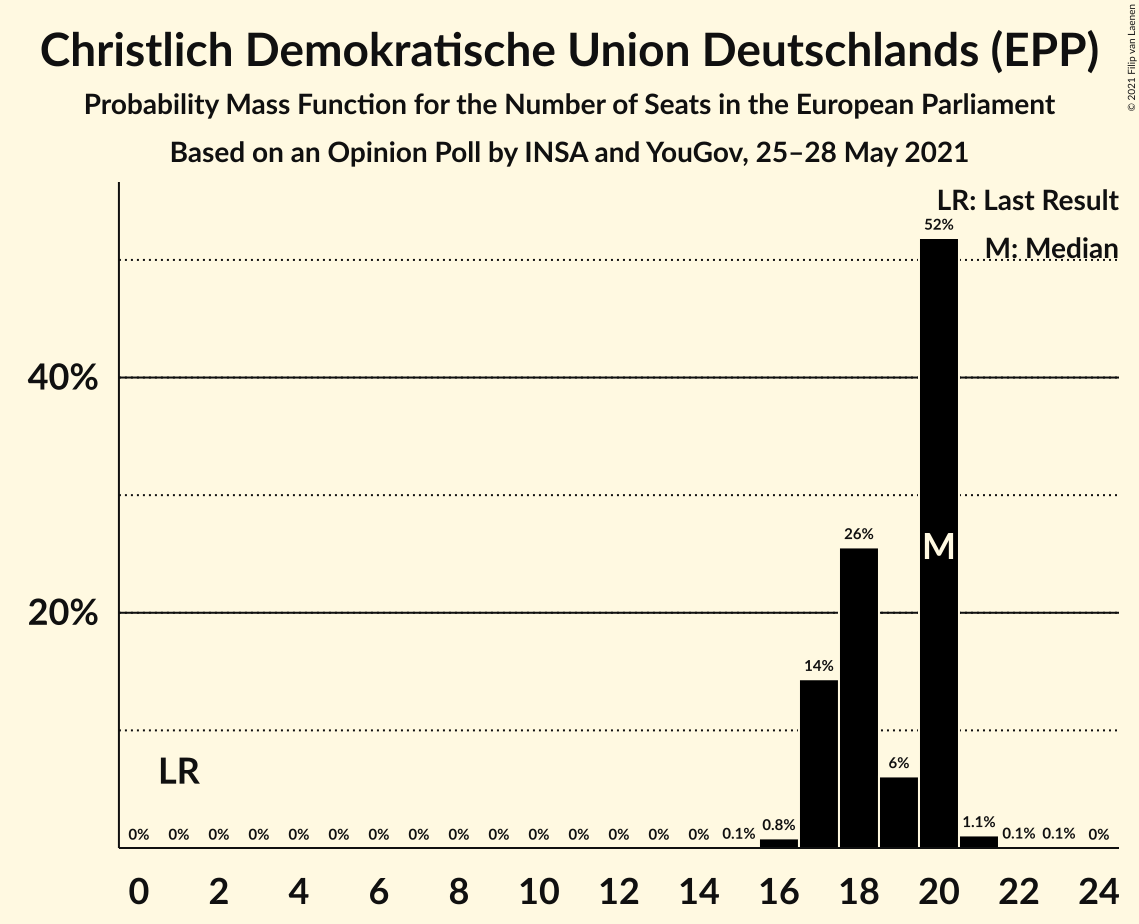 Christlich Demokratische Union Deutschlands (EPP)
Probability Mass Function for the Number of Seats in the European Parliament
Based on an Opinion Poll by INSA and YouGov, 25–28 May 2021
© 2021 Filip van Laenen
LR: Last Result
52%
M: Median
40%
26%
M
20%
14%
LR
6%
0% 0% 0% 0% 0% 0% 0% 0% 0% 0% 0% 0% 0% 0% 0% 0.1% 0.8% 1.1% 0.1% 0.1% 0%
0 2 4 6 8 10 12 14 16 18 20 22 24